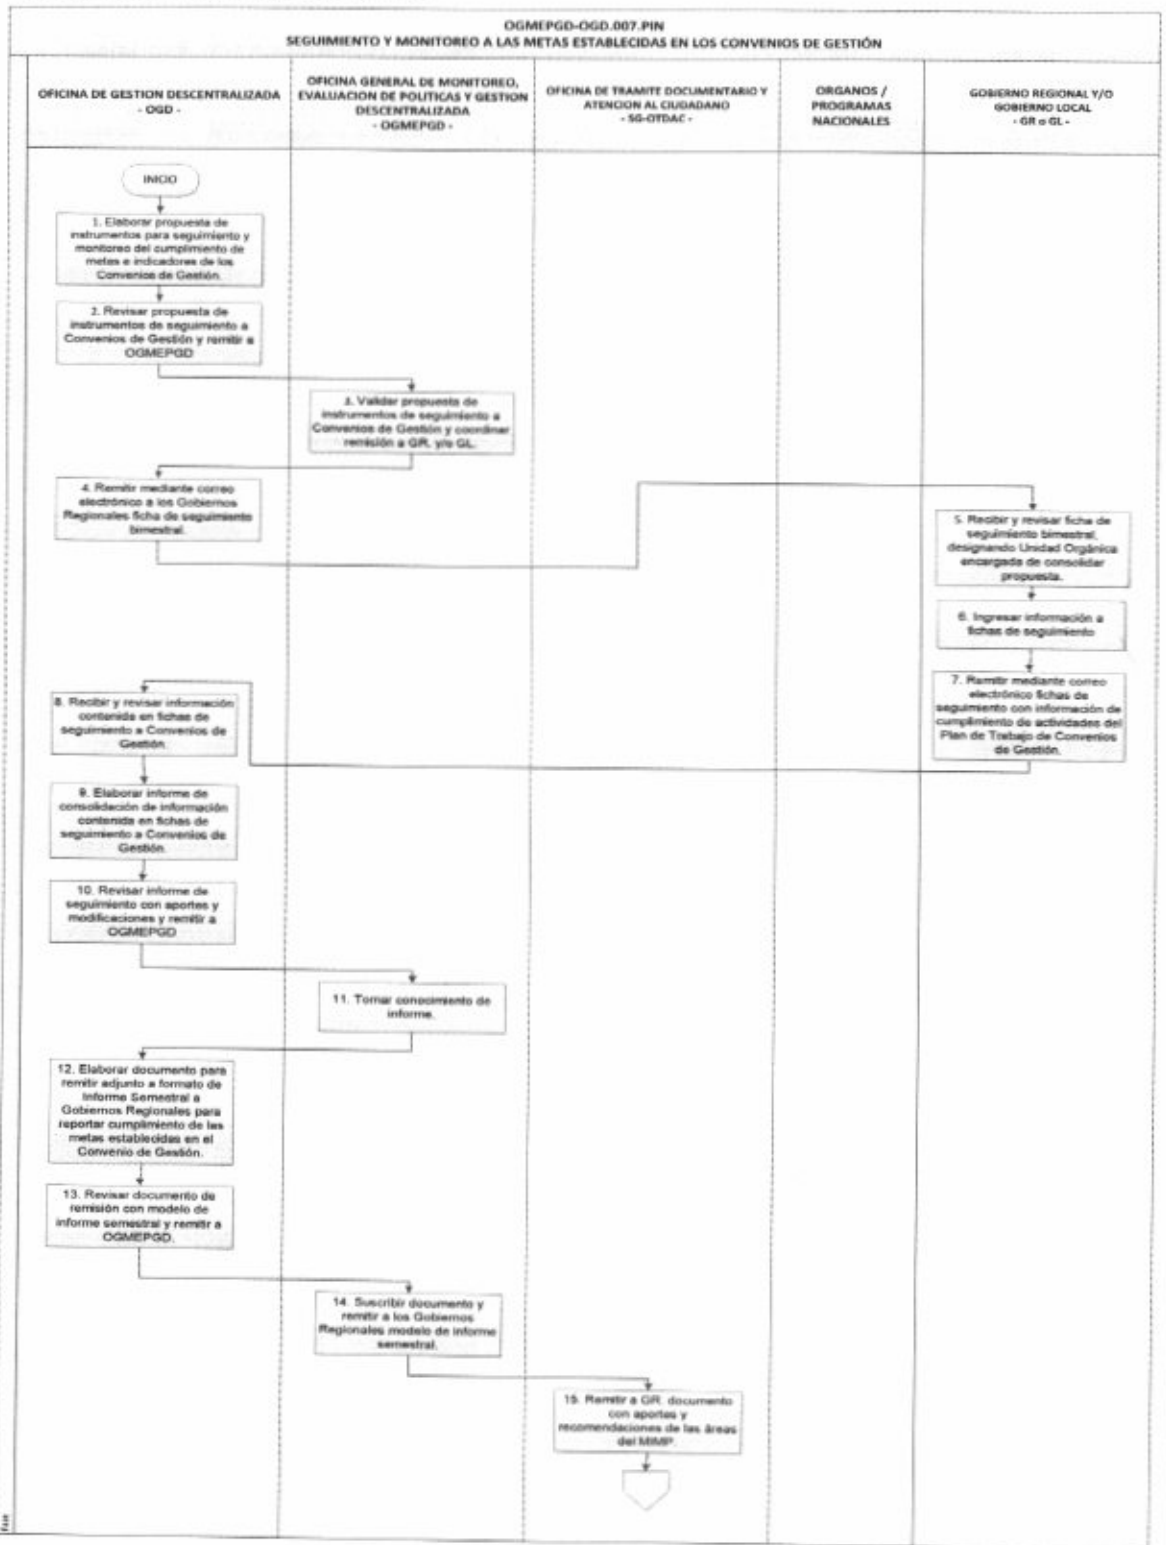 OGMEPGD-OGD.007.PIN
SEGUIMIENTO Y MONITOREO A LAS METAS ESTABLECIDAS EN LOS CONVENIOS DE GESTIÓN
OFICINA DE GESTION DESCENTRALIZADA
- OGD -
OFICINA GENERAL DE MONITOREO,
EVALUACION DE POLITICAS Y GESTION
DESCENTRALIZADA
- OGMEPGD -
OFICINA DE TRAMITE DOCUMENTARIO Y
ATENCION AL CIUDADANO
- SG-OTDAC -
ORGANOS /
PROGRAMAS
NACIONALES
GOBIERNO REGIONAL Y/O
GOBIERNO LOCAL
- GR o GL -
INICIO
1. Elaborar propuesta de
instrumentos para seguimiento y
monitoreo del cumplimiento de
metas e indicadores de los
Convenios de Gestión.
2. Revisar propuesta de
instrumentos de seguimiento a
Convenios de Gestión y remitir a
OGMEPGD
3. Validar propuesta de
instrumentos de seguimiento a
Convenios de Gestión y coordinar
remisión a GR. y/o GL.
4. Remitir mediante correo
electrónico a los Gobiernos
Regionales ficha de seguimiento
bimestral.
5. Recibir y revisar ficha de
seguimiento bimestral,
designando Unidad Orgánica
encargada de consolidar
propuesta.
6. Ingresar información a
fichas de seguimiento
7. Remitir mediante correo
electrónico fichas de
seguimiento con información de
cumplimiento de actividades del
Plan de Trabajo de Convenios
de Gestión.
8. Recibir y revisar información
contenida en fichas de
seguimiento a Convenios de
Gestión.
9. Elaborar informe de
consolidación de información
contenida en fichas de
seguimiento a Convenios de
Gestión.
10. Revisar informe de
seguimiento con aportes y
modificaciones y remitir a
OGMEPGD
11. Tomar conocimiento de
informe.
12. Elaborar documento para
remitir adjunto a formato de
Informe Semestral a
Gobiernos Regionales para
reportar cumplimiento de las
metas establecidas en el
Convenio de Gestión.
13. Revisar documento de
remisión con modelo de
informe semestral y remitir a
OGMEPGD.
14. Suscribir documento y
remitir a los Gobiernos
Regionales modelo de informe
semestral.
15. Remitir a GR. documento
con aportes y
recomendaciones de las áreas
del MIMP.
Fase